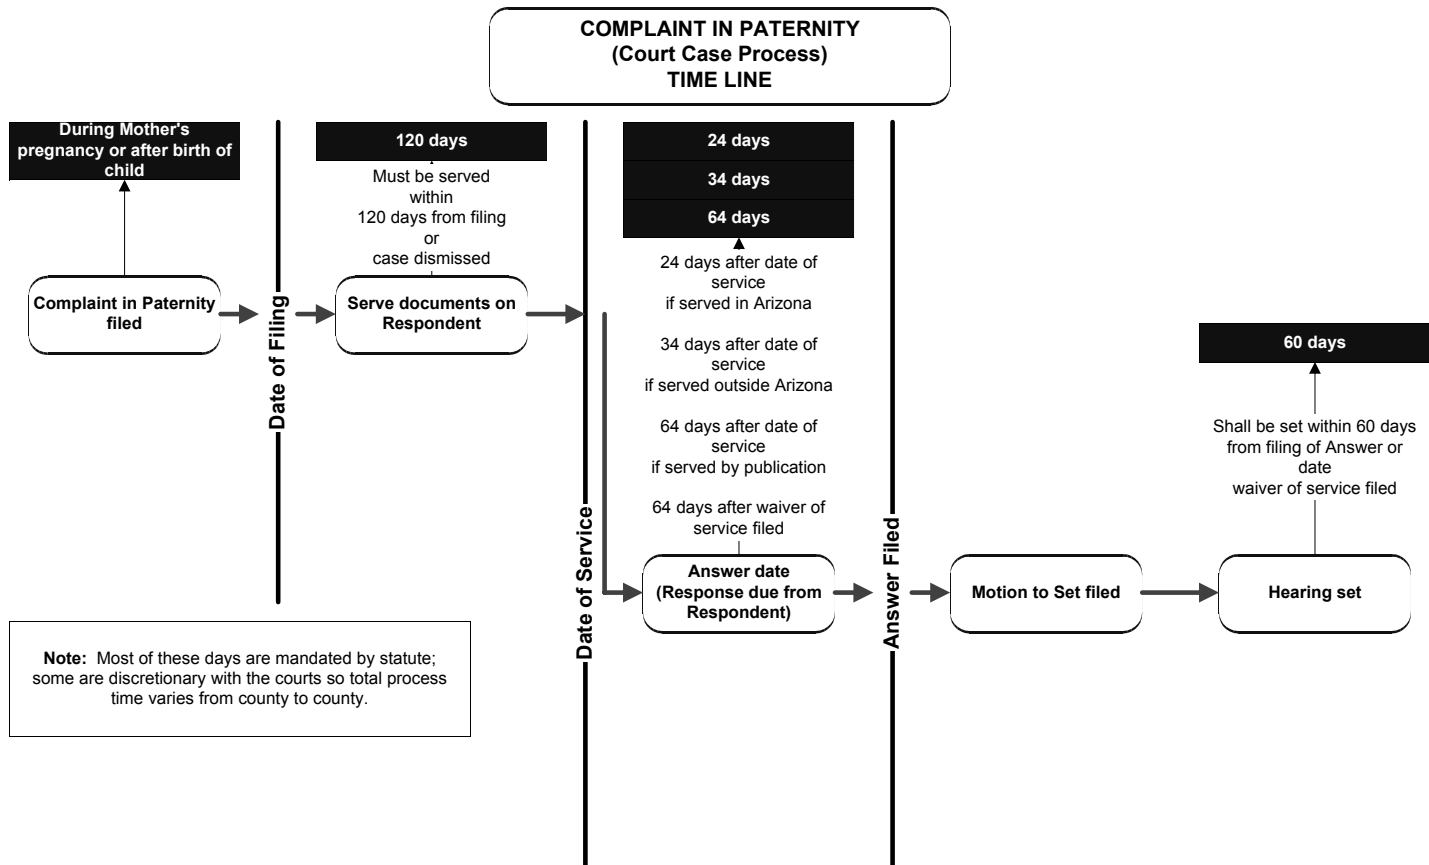 COMPLAINT IN PATERNITY
(Court Case Process)
TIME LINE
During Mother's
pregnancy or after birth of
child
Complaint in Paternity
filed
Date of Filing
120 days
Must be served
within
120 days from filing
or
case dismissed
Serve documents on
Respondent
Date of Service
24 days
34 days
64 days
24 days after date of
service
if served in Arizona
34 days after date of
service
if served outside Arizona
64 days after date of
service
if served by publication
64 days after waiver of
service filed
Answer date
(Response due from
Respondent)
Answer Filed
Motion to Set filed
60 days
Shall be set within 60 days
from filing of Answer or
date
waiver of service filed
Hearing set
Note: Most of these days are mandated by statute;
some are discretionary with the courts so total process
time varies from county to county.